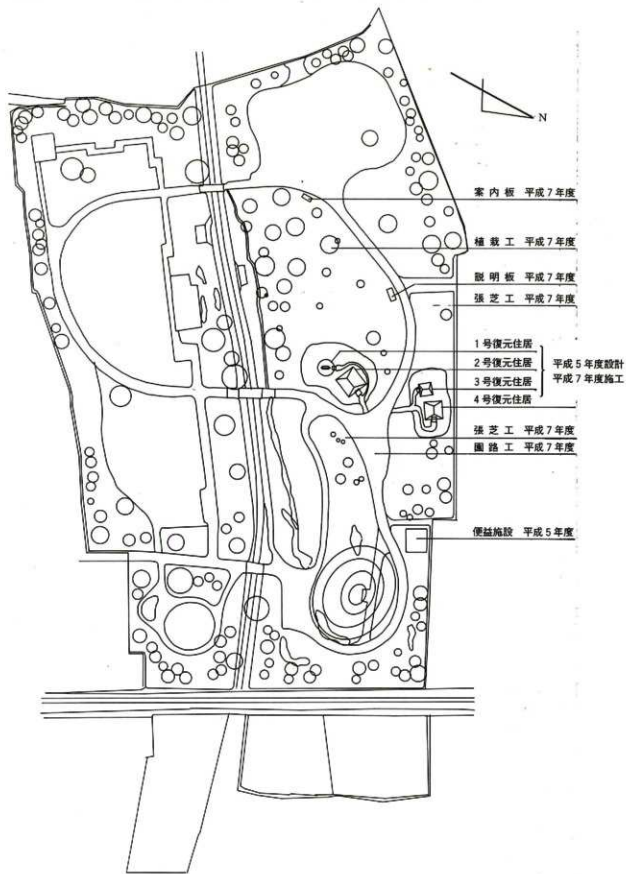 N
案内板 平成7年度
植栽工 平成7年度
説明板 平成7年度
張芝工 平成7年度
1号復元住居
2号復元住居
3号復元住居
4号復元住居
平成5年度設計
平成7年度施工
張芝工 平成7年度
園路工 平成7年度
便益施設 平成5年度